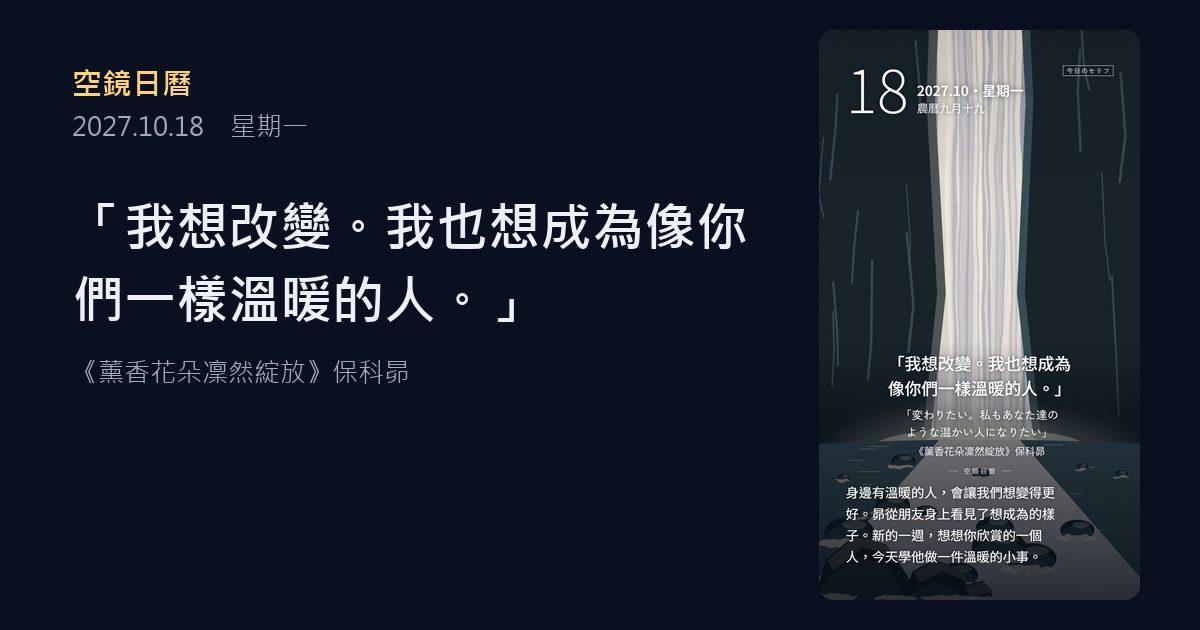 空鏡日曆
2027.10.18 星期一
「我想改變。我也想成為像你
們一樣溫暖的人。」
《薰香花朵凜然綻放》保科昴
18
2027.10・星期一
農曆九月十九
今日のセリフ
「我想改變。我也想成為
像你們一樣溫暖的人。」
「変わりたい。私もあなた達の
ような温かい人になりたい」
《薰香花朵凜然綻放》保科昴
— 空鏡日曆 —
身邊有溫暖的人，會讓我們想變得更
好。昴從朋友身上看見了想成為的樣
子。新的一週，想想你欣賞的一個
人，今天學他做一件溫暖的小事。